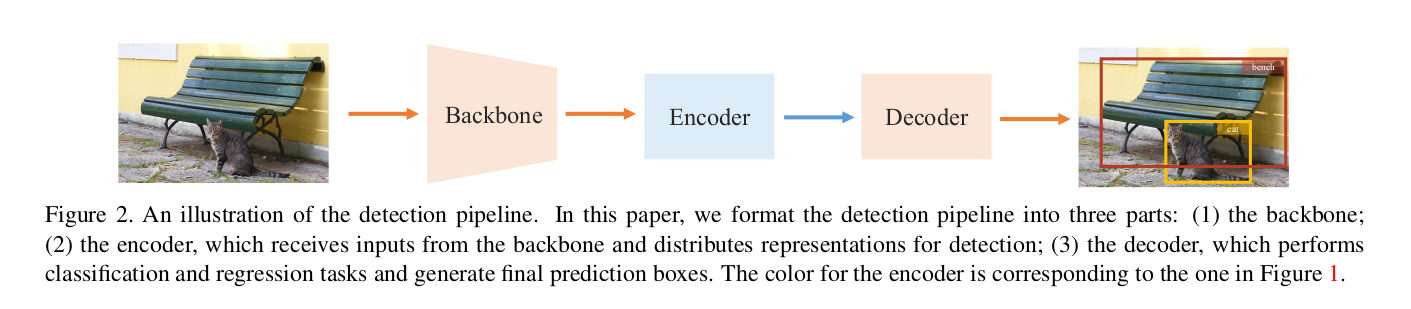 Backbone
Encoder
Decoder
bench
cat
Figure 2. An illustration of the detection pipeline. In this paper, we format the detection pipeline into three parts: (1) the backbone;
(2) the encoder, which receives inputs from the backbone and distributes representations for detection; (3) the decoder, which performs
classification and regression tasks and generate final prediction boxes. The color for the encoder is corresponding to the one in Figure 1.